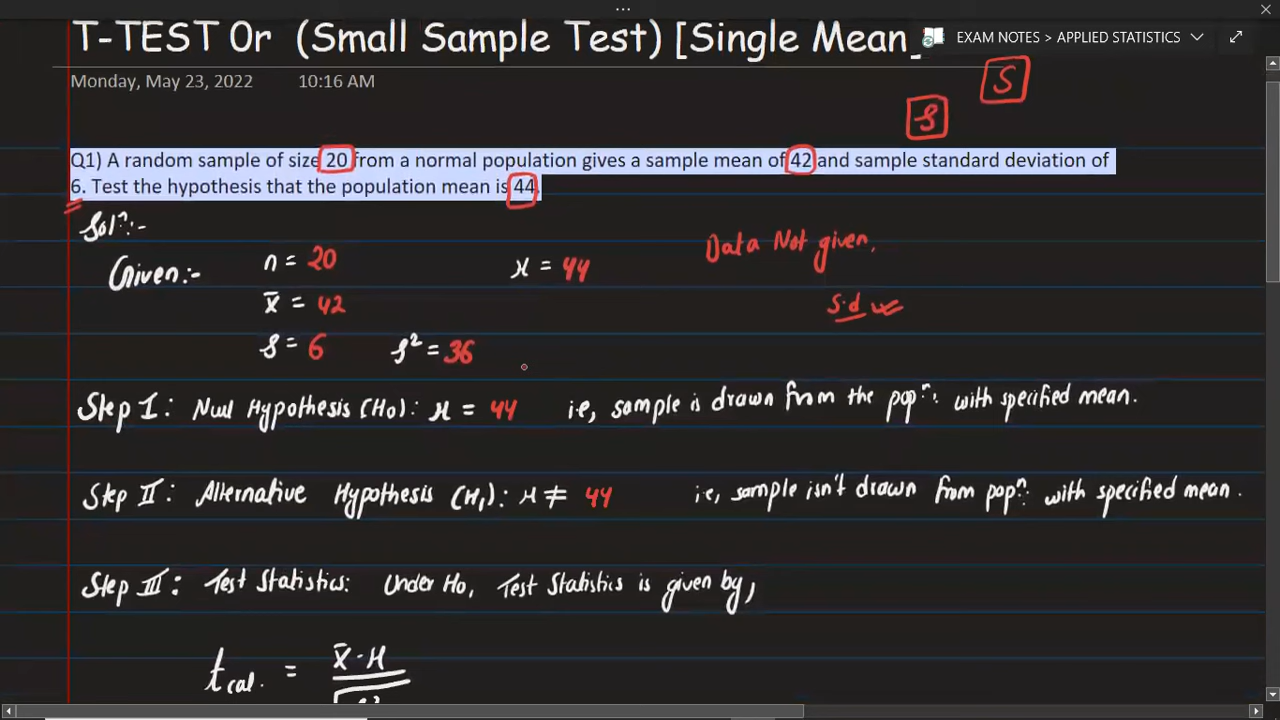 T-TEST Or (Small Sample Test) [Single Mean]
EXAM NOTES > APPLIED STATISTICS
Monday, May 23, 2022 10:16 AM
S
s
Q1) A random sample of size 20 from a normal population gives a sample mean of 42 and sample standard deviation of
6. Test the hypothesis that the population mean is 44.
Solⁿ:-
Given:- n = 20 μ = 44
Data Not given.
x̄ = 42
s.d
s = 6 s² = 36
Step I: Null Hypothesis (H₀): μ = 44 i.e, sample is drawn from the popⁿ. with specified mean.
Step II: Alternative Hypothesis (H₁): μ ≠ 44 i.e, sample isn't drawn from popⁿ. with specified mean.
Step III: Test Statistics: Under H₀, Test Statistics is given by,
t cal. = x̄ - μ